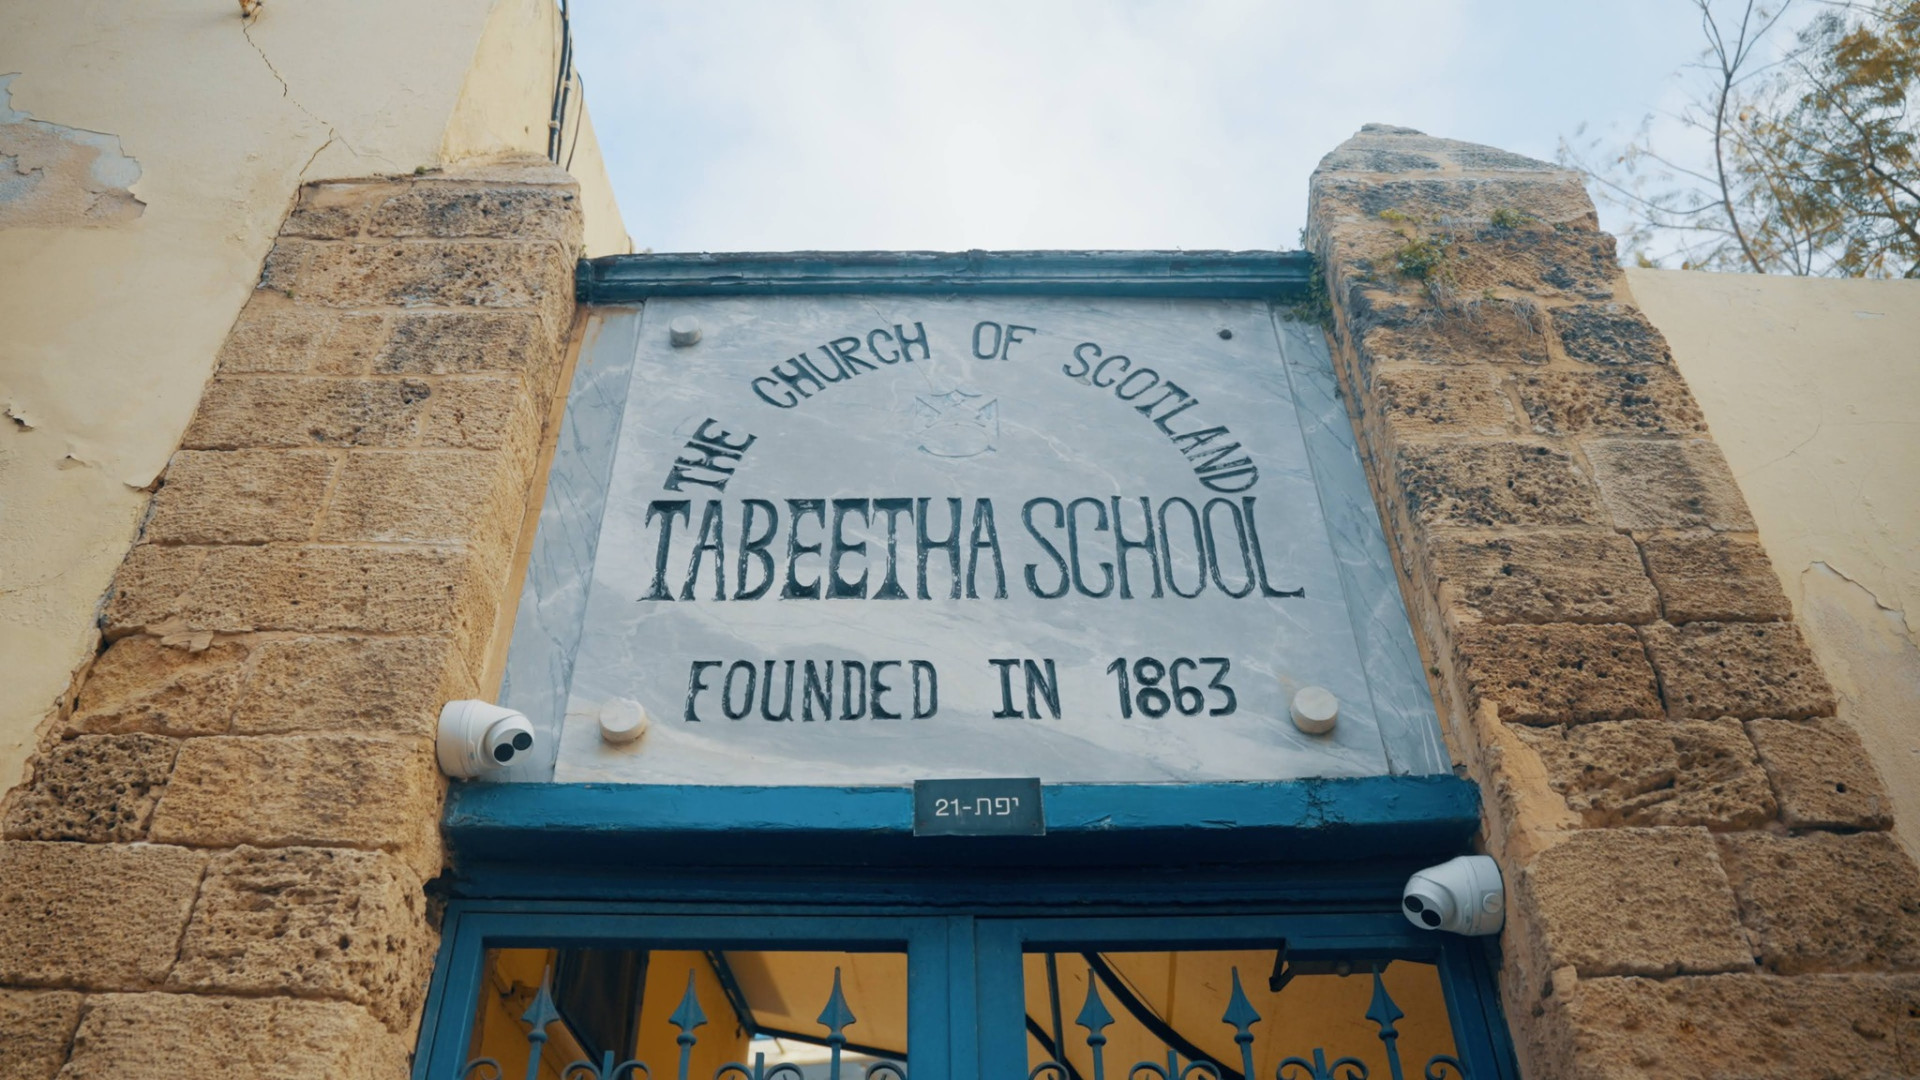 THE CHURCH OF SCOTLAND
TABEETHA SCHOOL
FOUNDED IN 1863
יפת-21